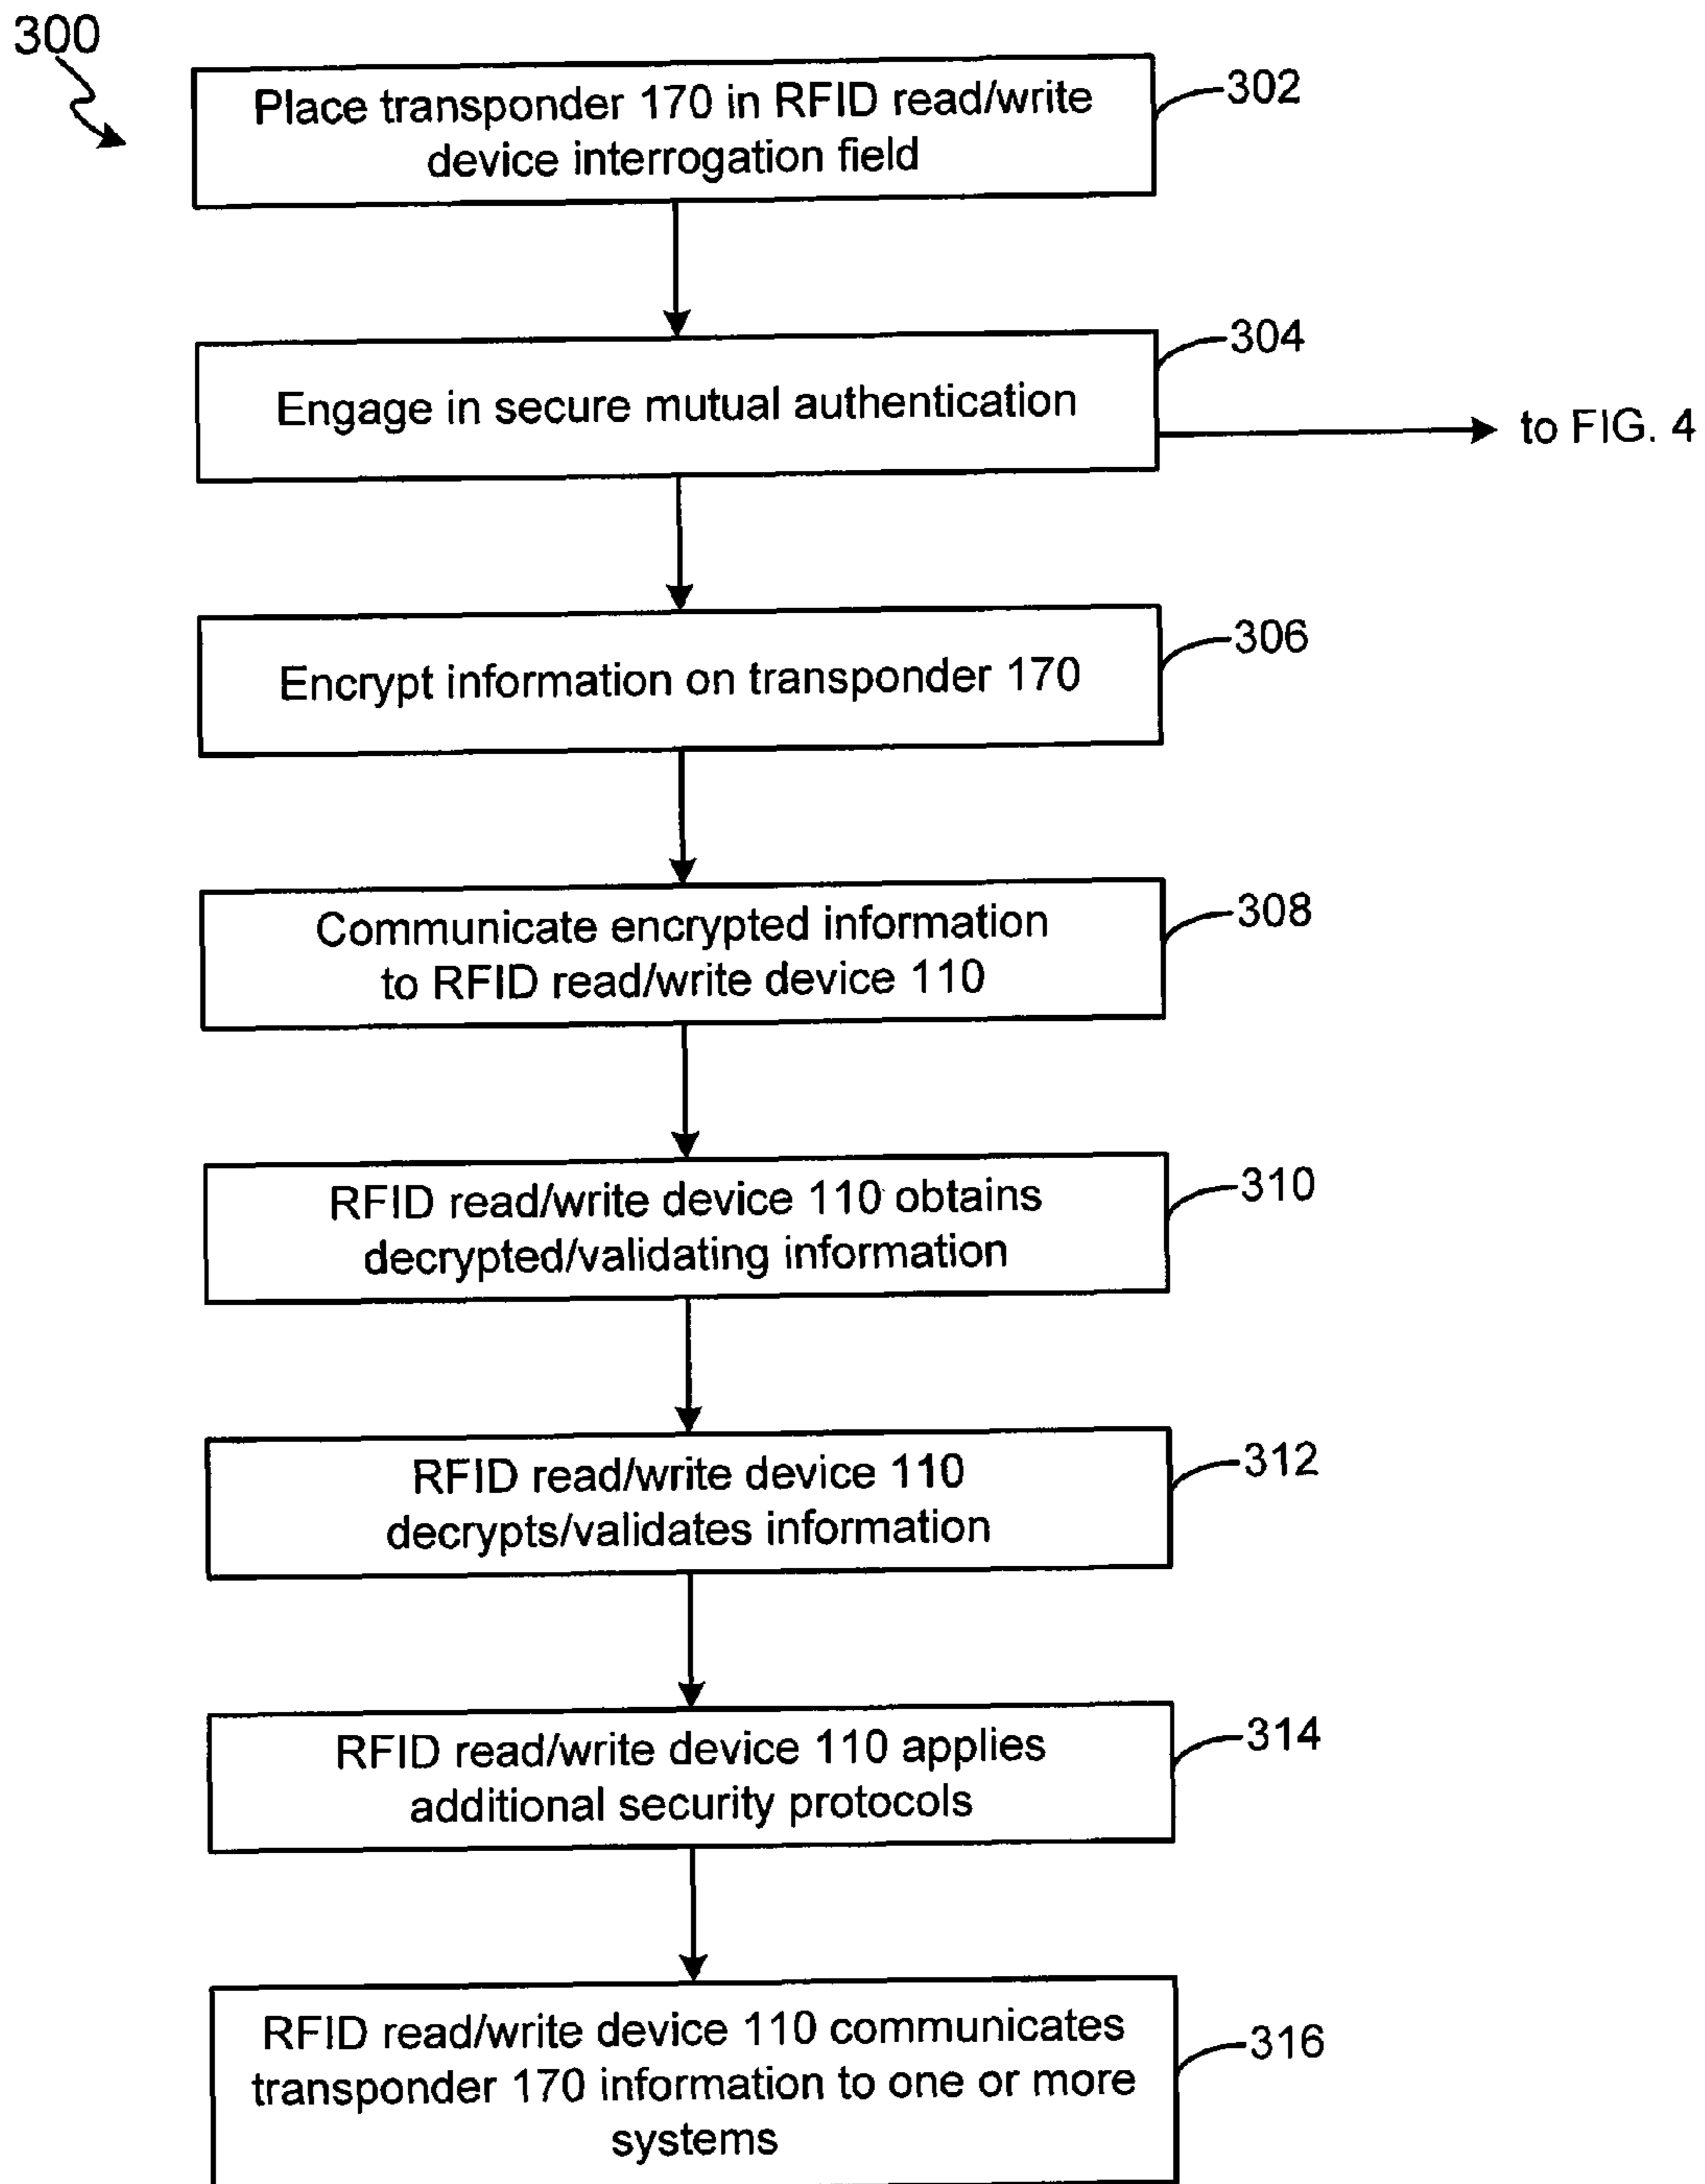 300
Place transponder 170 in RFID read/write
device interrogation field
302
Engage in secure mutual authentication
304
to FIG. 4
Encrypt information on transponder 170
306
Communicate encrypted information
to RFID read/write device 110
308
RFID read/write device 110 obtains
decrypted/validating information
310
RFID read/write device 110
decrypts/validates information
312
RFID read/write device 110 applies
additional security protocols
314
RFID read/write device 110 communicates
transponder 170 information to one or more
systems
316